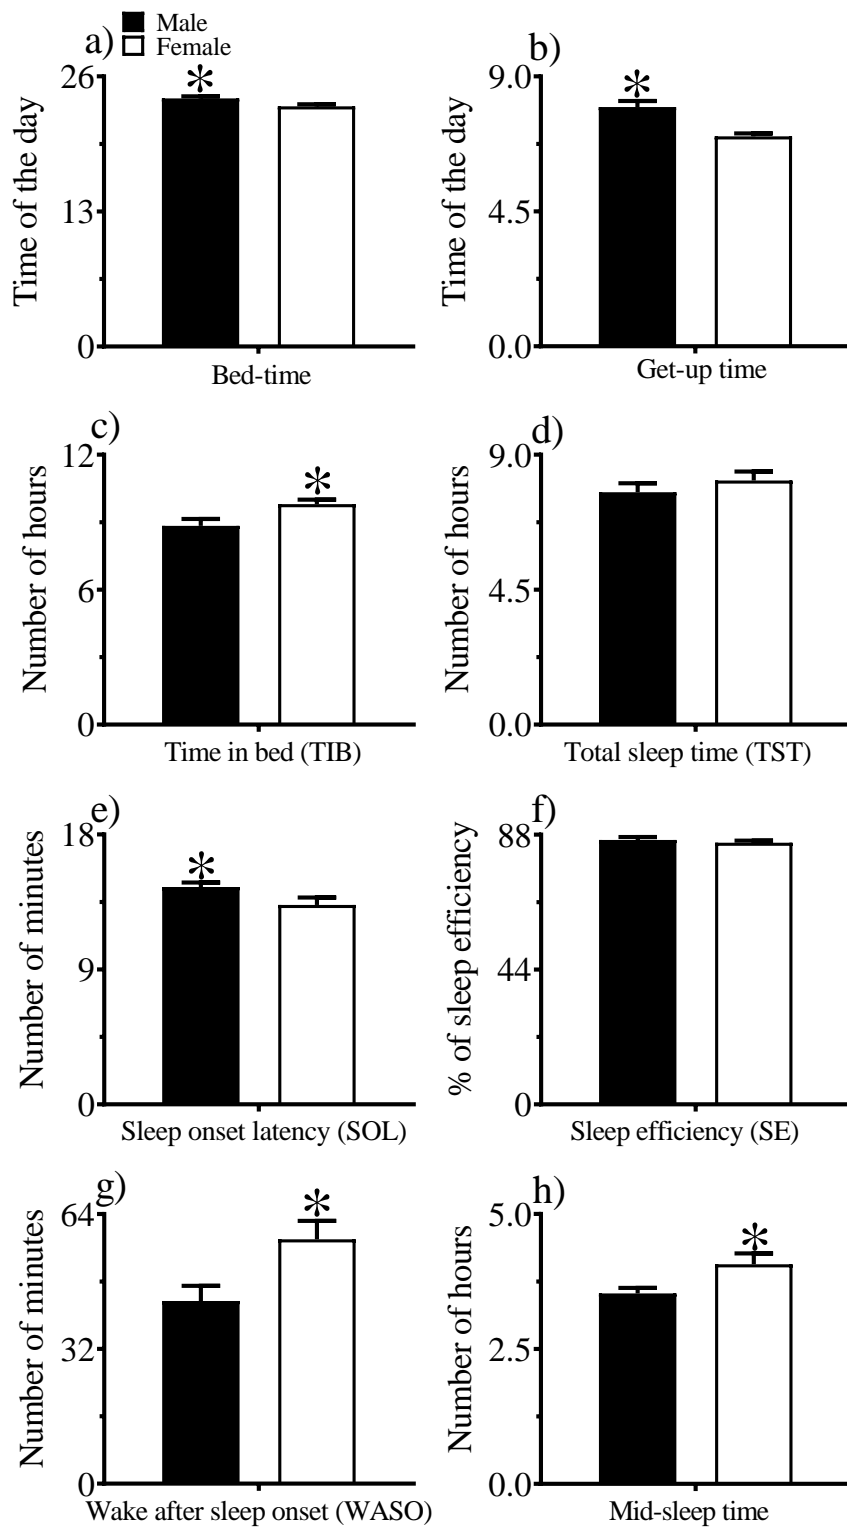 Male
Female
a)
*
26
13
0
Time of the day
Bed-time
b)
*
9.0
4.5
0.0
Time of the day
Get-up time
c)
*
12
6
0
Number of hours
Time in bed (TIB)
d)
9.0
4.5
0.0
Number of hours
Total sleep time (TST)
e)
*
18
9
0
Number of minutes
Sleep onset latency (SOL)
f)
88
44
0
% of sleep efficiency
Sleep efficiency (SE)
g)
*
64
32
0
Number of minutes
Wake after sleep onset (WASO)
h)
*
5.0
2.5
0.0
Number of hours
Mid-sleep time